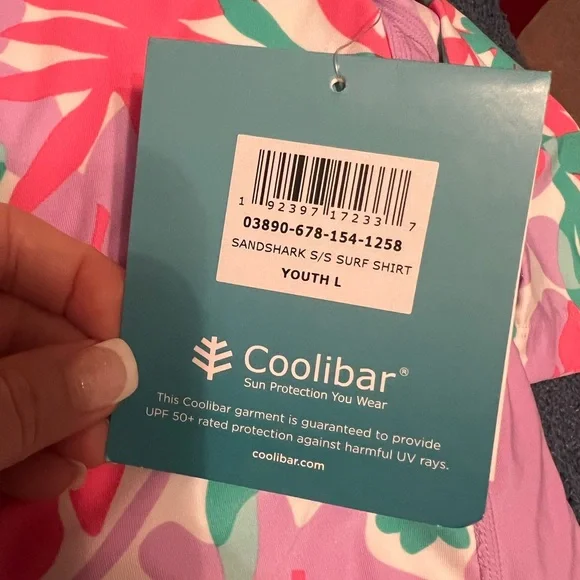 1 92397 17233 7
03890-678-154-1258
SANDSHARK S/S SURF SHIRT
YOUTH L
Coolibar®
Sun Protection You Wear
This Coolibar garment is guaranteed to provide
UPF 50+ rated protection against harmful UV rays.
coolibar.com